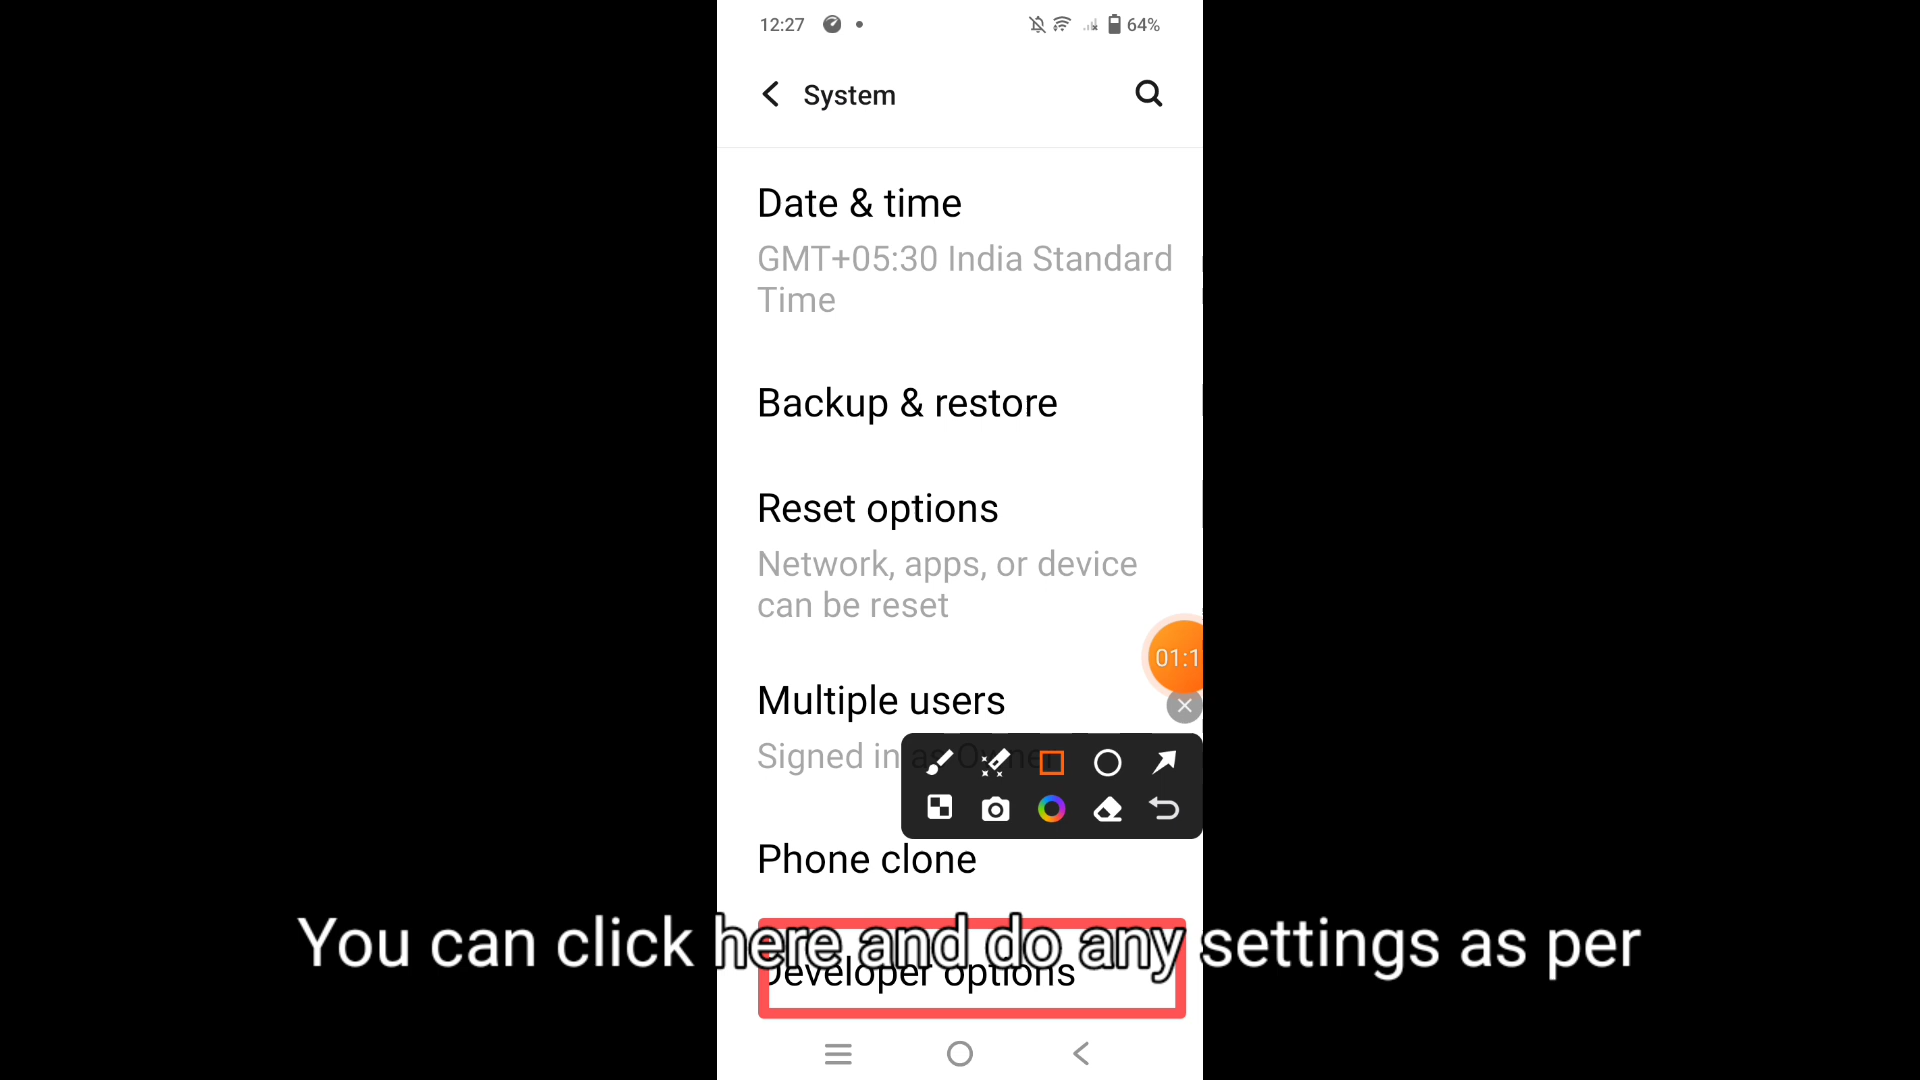 12:27
64%
System
Date & time
GMT+05:30 India Standard
Time
Backup & restore
Reset options
Network, apps, or device
can be reset
01:1
Multiple users
Signed in as Owner
Phone clone
You can click here and do any settings as per
Developer options